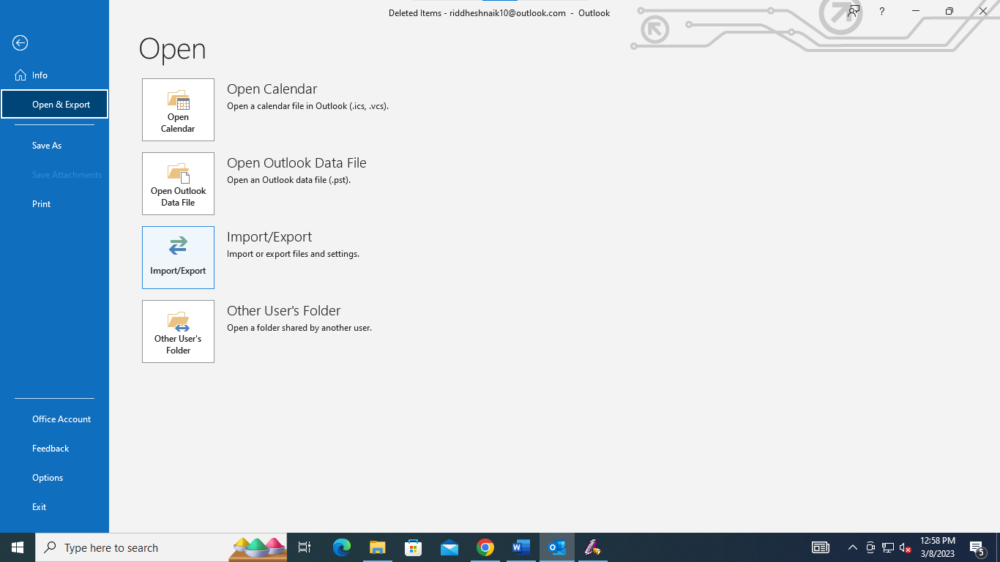 Deleted Items - riddheshnaik10@outlook.com - Outlook
?
Info
Open & Export
Save As
Save Attachments
Print
Office Account
Feedback
Options
Exit
Open
Open
Calendar
Open Calendar
Open a calendar file in Outlook (.ics, .vcs).
Open Outlook
Data File
Open Outlook Data File
Open an Outlook data file (.pst).
Import/Export
Import/Export
Import or export files and settings.
Other User's
Folder
Other User's Folder
Open a folder shared by another user.
Type here to search
12:58 PM
3/8/2023
5